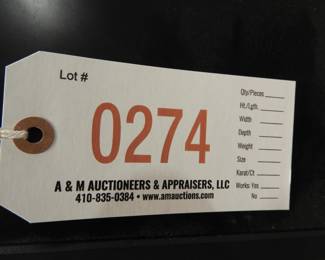 Lot #
0274
A & M AUCTIONEERS & APPRAISERS, LLC
410-835-0384 • www.amauctions.com
Qty/Pieces
Ht./Lgth.
Width
Depth
Weight
Size
Karat/Ct
Works: Yes
No